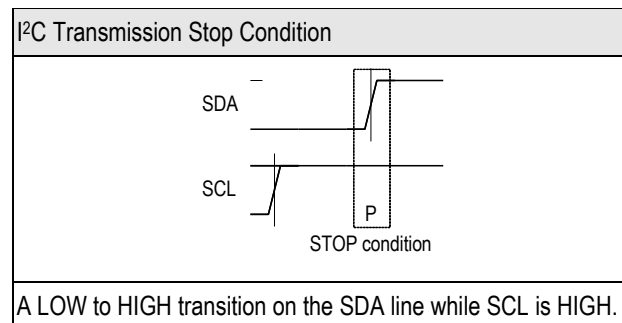 I²C Transmission Stop Condition
SDA
SCL
P
STOP condition
A LOW to HIGH transition on the SDA line while SCL is HIGH.